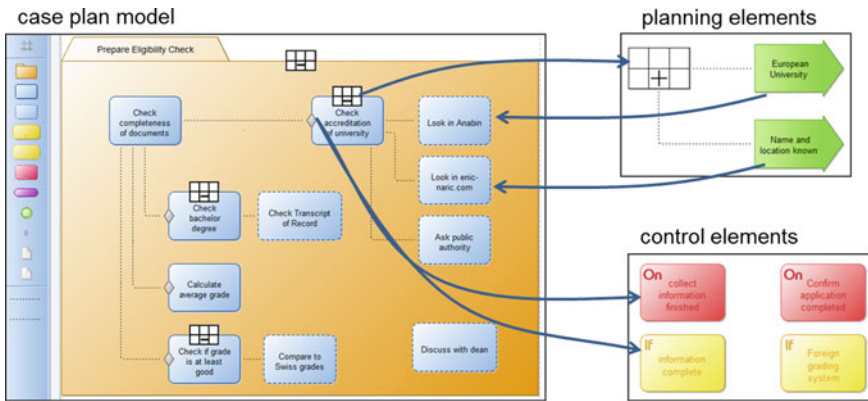 case plan model
planning elements
Prepare Eligibility Check
Check
completeness
of documents
Check
accreditation
of university
Look in Anabin
Look in enic-
naric.com
Ask public
authority
Check
bachelor
degree
Check Transcript
of Record
Calculate
average grade
Check if grade
is at least
good
Compare to
Swiss grades
Discuss with dean
European
University
Name and
location known
control elements
On
collect
information
finished
On
Confirm
application
completed
If
information
complete
If
Foreign
grading
system